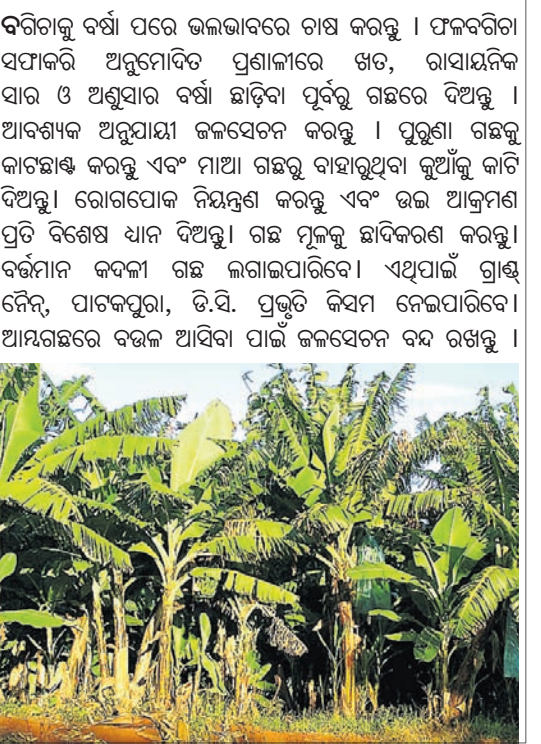 ବଗିଚାକୁ ବର୍ଷା ପରେ ଭଲଭାବରେ ଚାଷ କରନ୍ତୁ । ଫଳବଗିଚା
ସଫାକରି ଅନୁମୋଦିତ ପ୍ରଣାଳୀରେ ଖତ, ରାସାୟନିକ
ସାର ଓ ଅଣୁସାର ବର୍ଷା ଛାଡ଼ିବା ପୂର୍ବରୁ ଗଛରେ ଦିଅନ୍ତୁ ।
ଆବଶ୍ୟକ ଅନୁଯାୟୀ ଜଳସେଚନ କରନ୍ତୁ । ପୁରୁଣା ଗଛକୁ
କାଟଛାଣ୍ଟ କରନ୍ତୁ ଏବଂ ମାଆ ଗଛରୁ ବାହାରୁଥିବା କୁଆଁକୁ କାଟି
ଦିଅନ୍ତୁ। ରୋଗପୋକ ନିୟନ୍ତ୍ରଣ କରନ୍ତୁ ଏବଂ ଉଇ ଆକ୍ରମଣ
ପ୍ରତି ବିଶେଷ ଧ୍ୟାନ ଦିଅନ୍ତୁ। ଗଛ ମୂଳକୁ ଛାଦିକରଣ କରନ୍ତୁ।
ବର୍ତ୍ତମାନ କଦଳୀ ଗଛ ଲଗାଇପାରିବେ। ଏଥିପାଇଁ ଗ୍ରାଣ୍ଡ୍
ନୈନ୍, ପାଟକପୁରା, ଡି.ସି. ପ୍ରଭୃତି କିସମ ନେଇପାରିବେ।
ଆମ୍ଭଗଛରେ ବଉଳ ଆସିବା ପାଇଁ ଜଳସେଚନ ବନ୍ଦ ରଖନ୍ତୁ ।